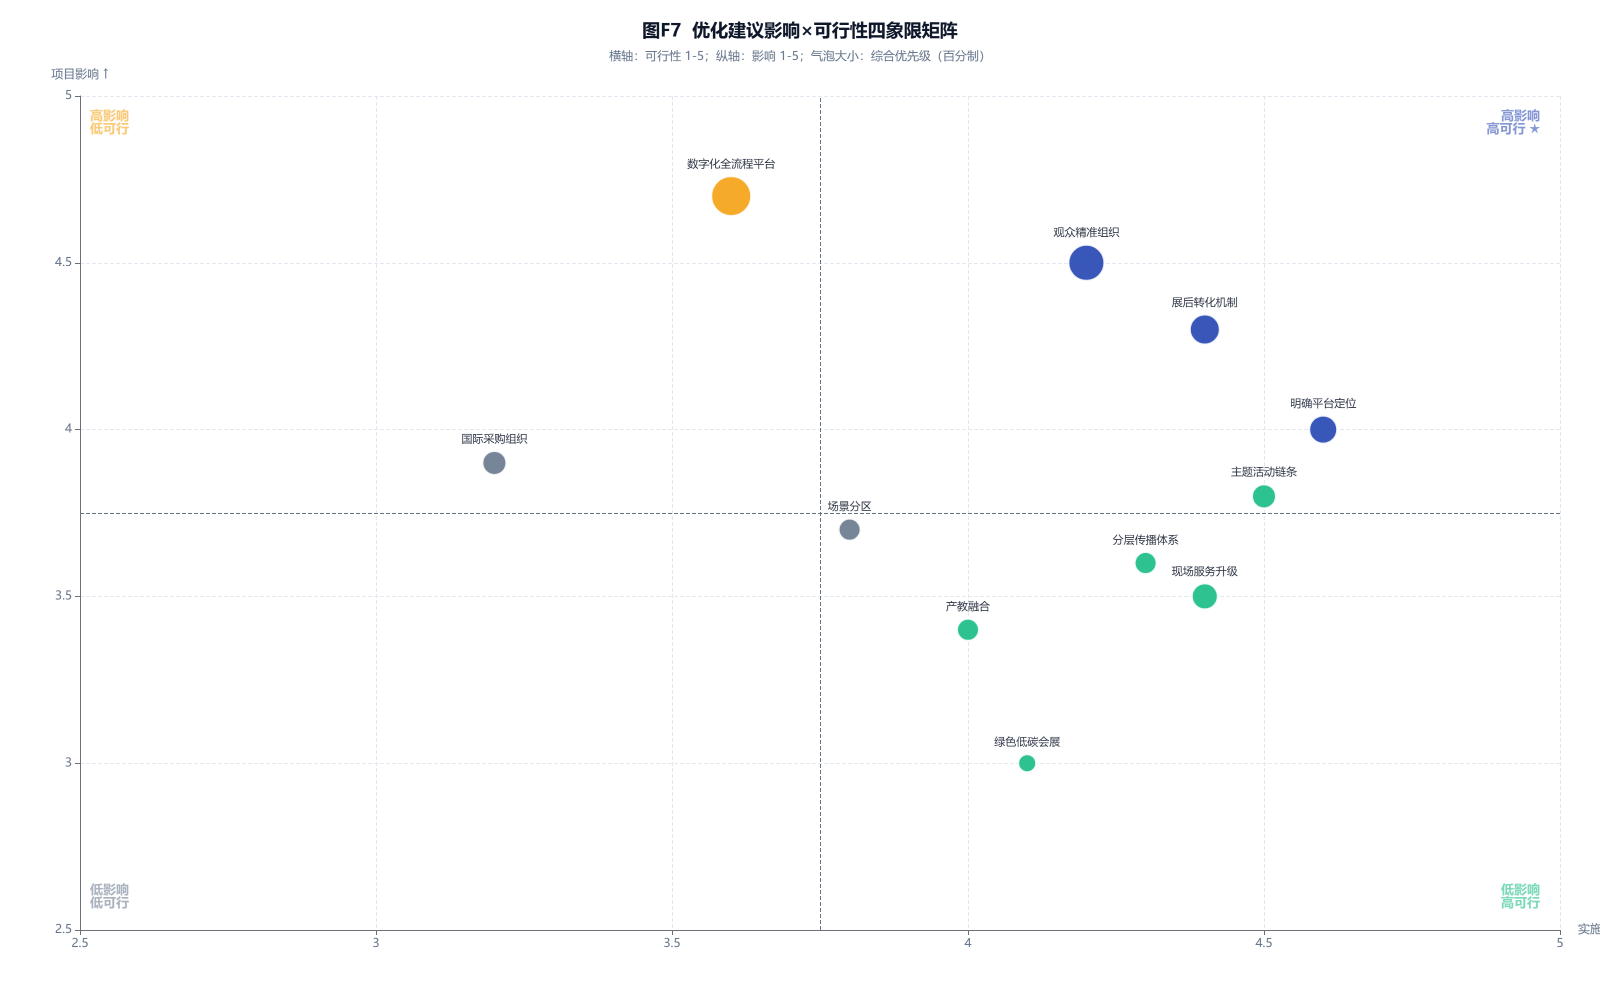 图F7 优化建议影响×可行性四象限矩阵
横轴：可行性 1-5；纵轴：影响 1-5；气泡大小：综合优先级（百分制）
项目影响 ↑
5
高影响
低可行
高影响
高可行 ★
数字化全流程平台
观众精准组织
4.5
展后转化机制
明确平台定位
4
国际采购组织
主题活动链条
场景分区
分层传播体系
现场服务升级
3.5
产教融合
绿色低碳会展
3
低影响
低可行
低影响
高可行
2.5
实施
2.5
3
3.5
4
4.5
5